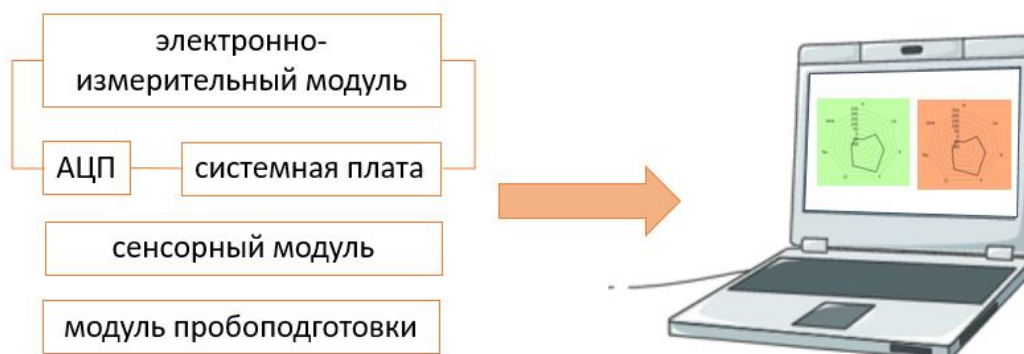 электронно-
измерительный модуль
АЦП
системная плата
сенсорный модуль
модуль пробоподготовки